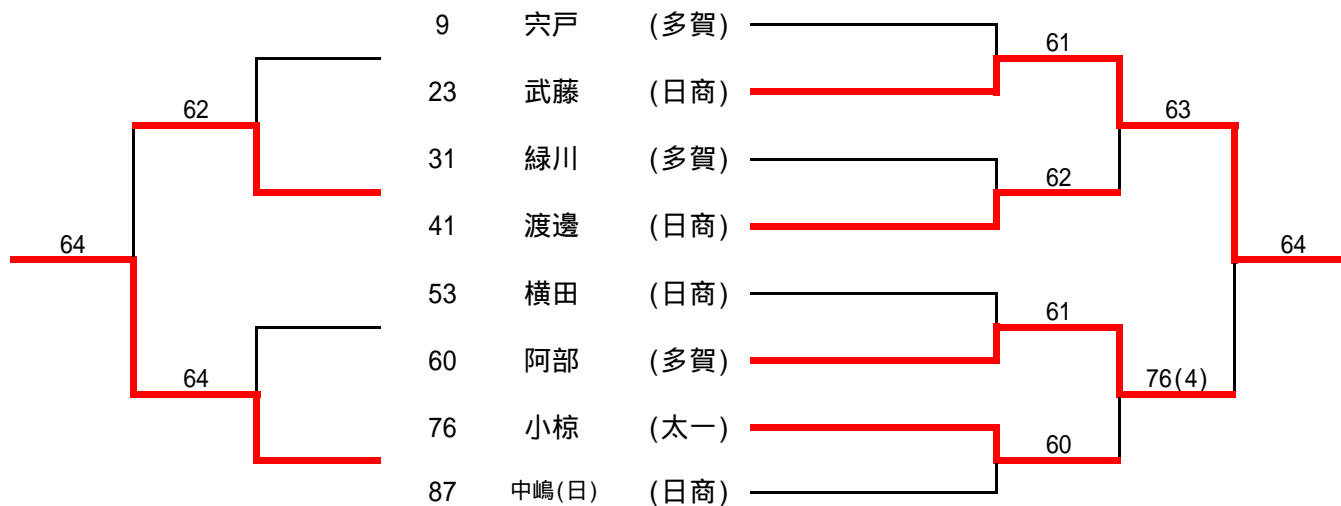 9 宍戸 (多賀)
61
23 武藤 (日商)
62
63
31 緑川 (多賀)
62
41 渡邊 (日商)
64
64
53 横田 (日商)
61
60 阿部 (多賀)
64
76(4)
76 小椋 (太一)
60
87 中嶋(日) (日商)